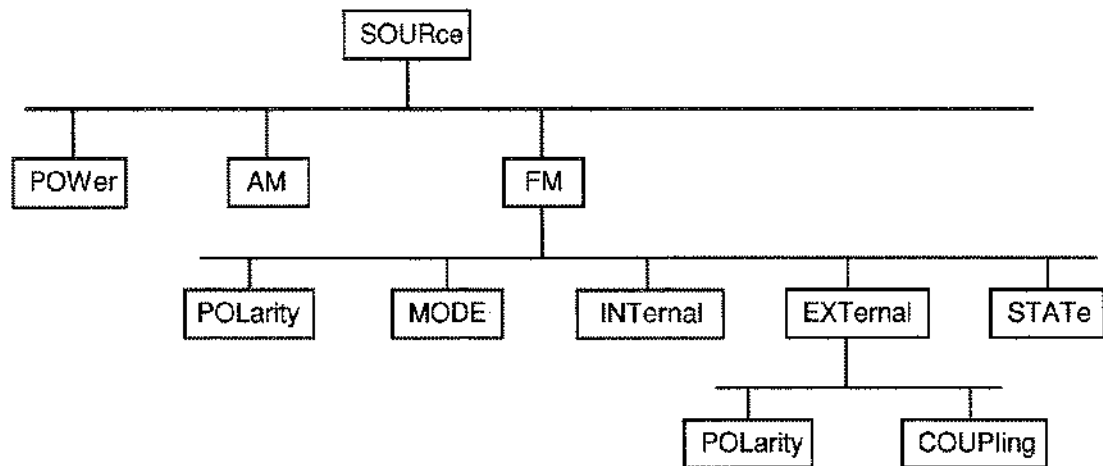 SOURce
POWer AM FM
POLarity MODE INTernal EXTernal STATe
POLarity COUPling